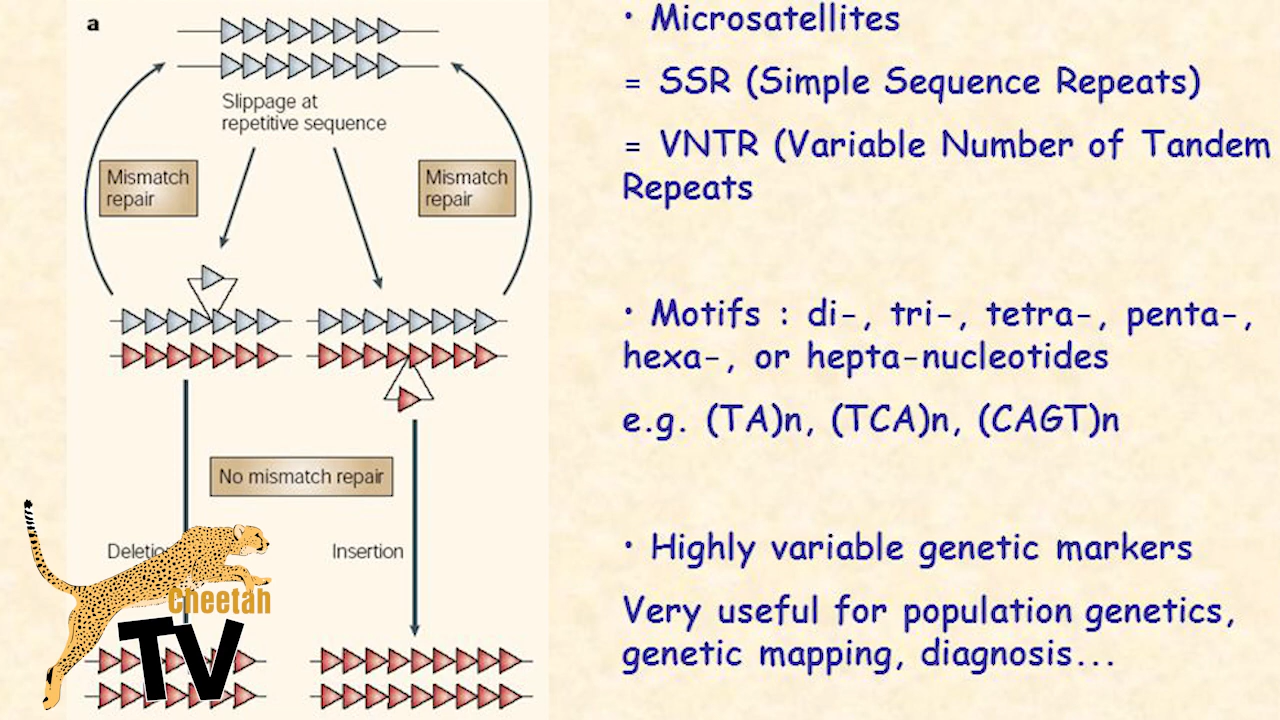 a
Slippage at
repetitive sequence
Mismatch
repair
Mismatch
repair
No mismatch repair
Insertion
Cheetah
TV
• Microsatellites
= SSR (Simple Sequence Repeats)
= VNTR (Variable Number of Tandem
Repeats
• Motifs : di-, tri-, tetra-, penta-,
hexa-, or hepta-nucleotides
e.g. (TA)n, (TCA)n, (CAGT)n
• Highly variable genetic markers
Very useful for population genetics,
genetic mapping, diagnosis...